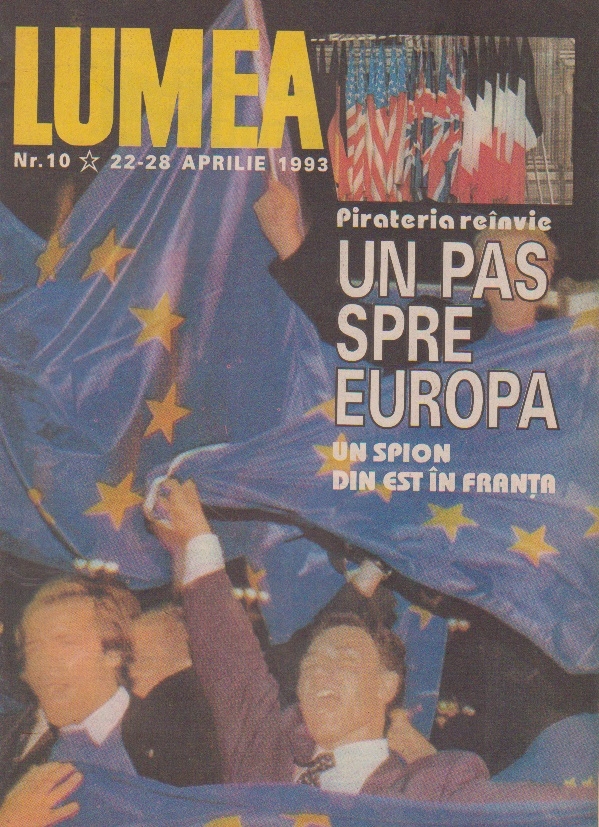 LUMEA
Nr.10 ☆ 22-28 APRILIE 1993
Pirateria reînvie
UN PAS
SPRE
EUROPA
UN SPION
DIN EST ÎN FRANȚA